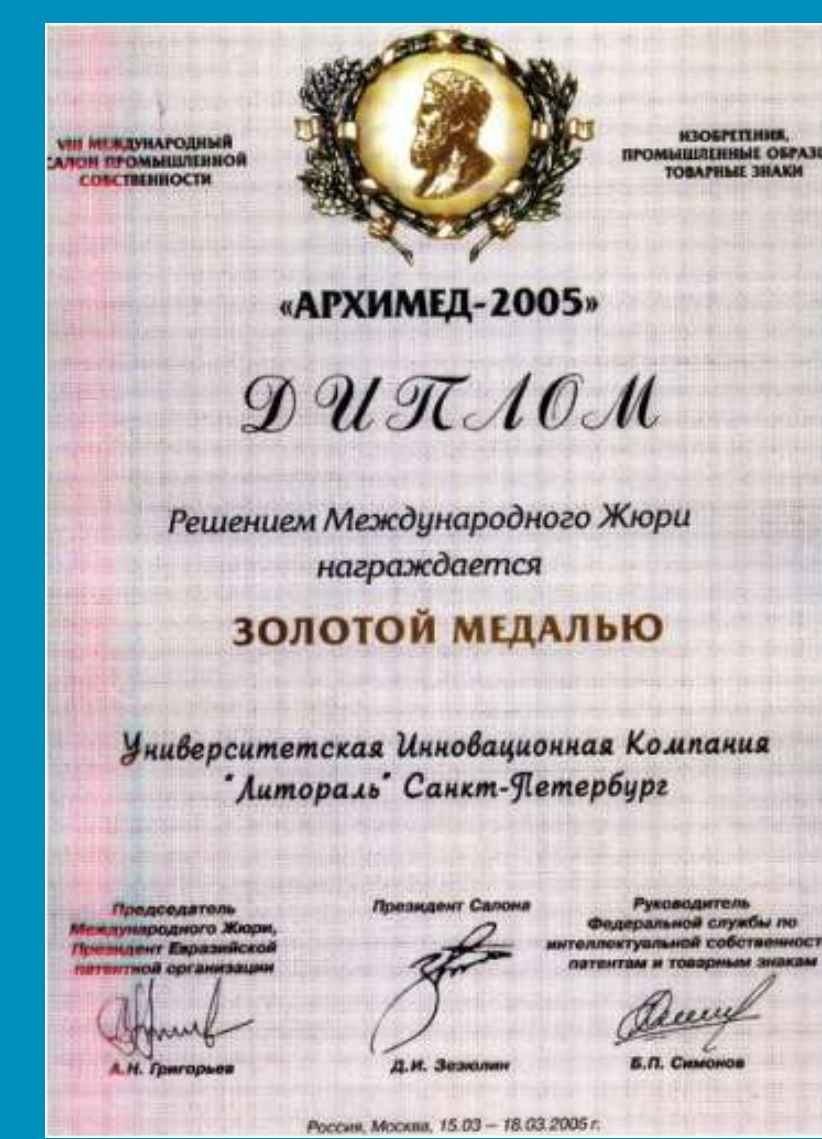 VIII МЕЖДУНАРОДНЫЙ
САЛОН ПРОМЫШЛЕННОЙ
СОБСТВЕННОСТИ
ИЗОБРЕТЕНИЯ,
ПРОМЫШЛЕННЫЕ ОБРАЗЦ
ТОВАРНЫЕ ЗНАКИ
«АРХИМЕД-2005»
ДИПЛОМ
Решением Международного Жюри
награждается
ЗОЛОТОЙ МЕДАЛЬЮ
Университетская Инновационная Компания
"Литораль" Санкт-Петербург
Председатель
Международного Жюри,
Президент Евразийской
патентной организации
А.Н. Григорьев
Президент Салона
Д.И. Зезюлин
Руководитель
Федеральной службы по
интеллектуальной собственност
патентам и товарным знакам
Б.П. Симонов
Россия, Москва, 15.03 – 18.03.2005 г.